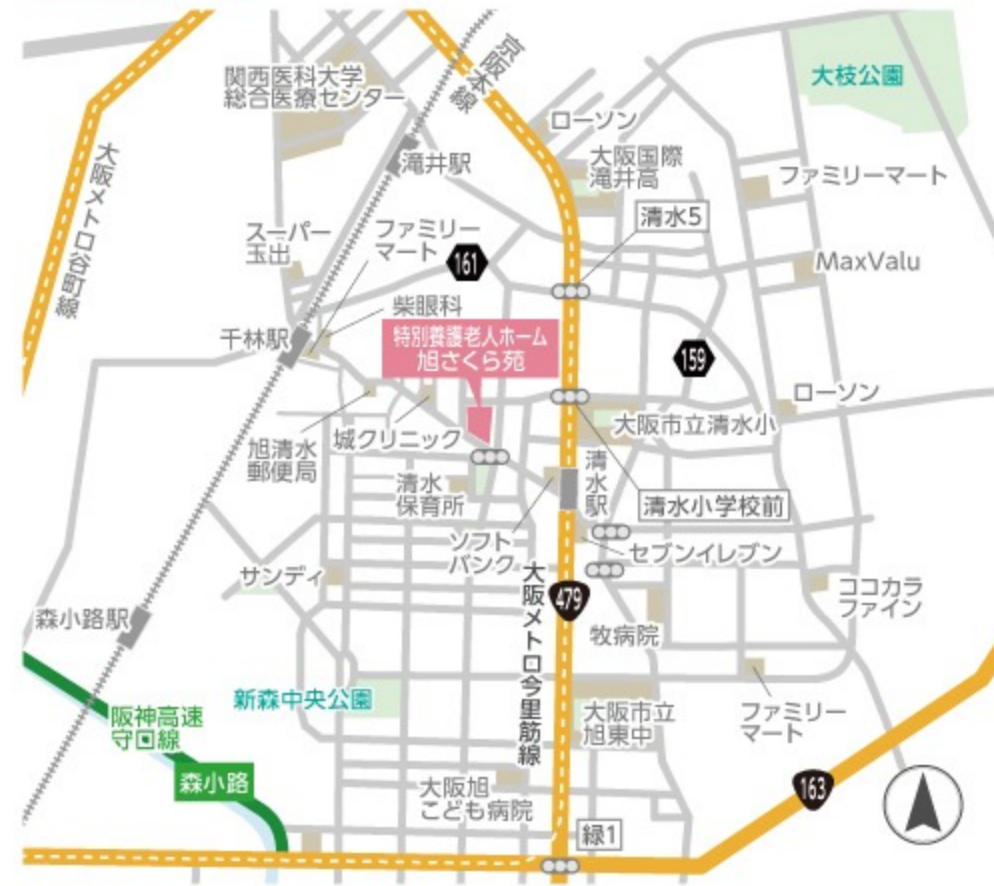 関西医科大学
総合医療センター
京阪本線
大枝公園
ローソン
滝井駅
大阪国際
滝井高
ファミリーマート
大阪メトロ谷町線
スーパー
玉出
ファミリー
マート
161
清水5
MaxValu
柴眼科
千林駅
特別養護老人ホーム
旭さくら苑
159
ローソン
旭清水
郵便局
城クリニック
大阪市立清水小
清水
保育所
清水駅
清水小学校前
ソフト
バンク
セブンイレブン
サンディ
大阪メトロ今里筋線
479
ココカラ
ファイン
森小路駅
牧病院
新森中央公園
阪神高速
守口線
大阪市立
旭東中
ファミリー
マート
森小路
大阪旭
こども病院
163
緑1